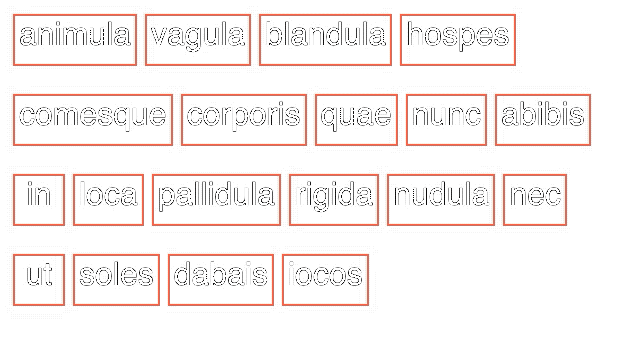 animula vagula blandula hospes
comesque corporis quae nunc abibis
in loca pallidula rigida nudula nec
ut soles dabais iocos